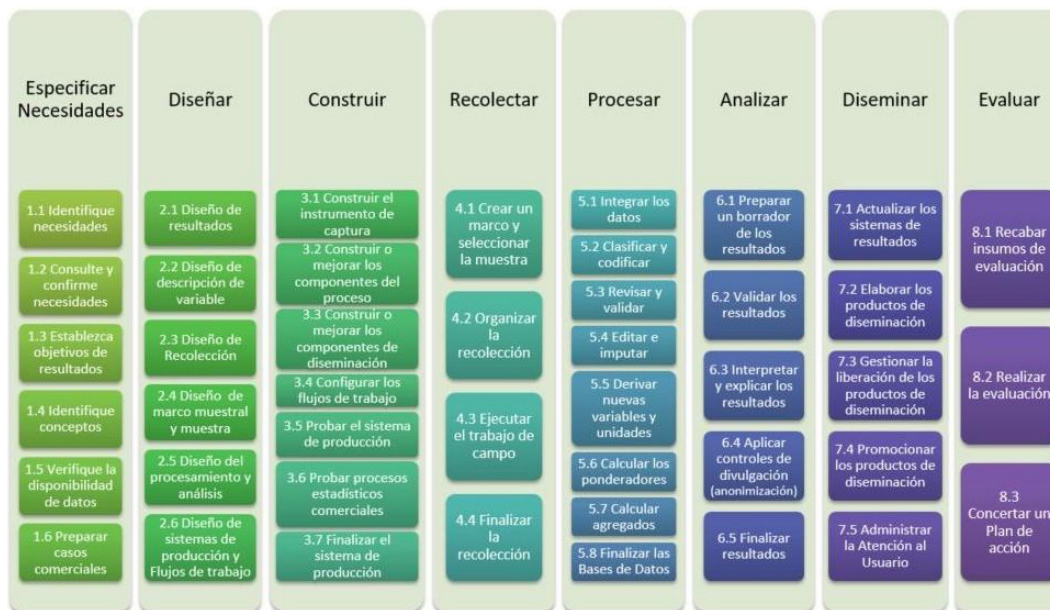 Especificar
Necesidades
1.1 Identifique
necesidades
1.2 Consulte y
confirme
necesidades
1.3 Establezca
objetivos de
resultados
1.4 Identifique
conceptos
1.5 Verifique la
disponibilidad
de datos
1.6 Preparar
casos
comerciales
Diseñar
2.1 Diseño de
resultados
2.2 Diseño de
descripción de
variable
2.3 Diseño de
Recolección
2.4 Diseño de
marco muestral
y muestra
2.5 Diseño del
procesamiento y
análisis
2.6 Diseño de
sistemas de
producción y
Flujos de trabajo
Construir
3.1 Construir el
instrumento de
captura
3.2 Construir o
mejorar los
componentes del
proceso
3.3 Construir o
mejorar los
componentes de
diseminación
3.4 Configurar los
flujos de trabajo
3.5 Probar el sistema
de producción
3.6 Probar procesos
estadísticos
comerciales
3.7 Finalizar el
sistema de
producción
Recolectar
4.1 Crear un
marco y
seleccionar
la muestra
4.2 Organizar
la
recolección
4.3 Ejecutar
el trabajo de
campo
4.4 Finalizar
la
recolección
Procesar
5.1 Integrar los
datos
5.2 Clasificar y
codificar
5.3 Revisar y
validar
5.4 Editar e
imputar
5.5 Derivar
nuevas
variables y
unidades
5.6 Calcular los
ponderadores
5.7 Calcular
agregados
5.8 Finalizar las
Bases de Datos
Analizar
6.1 Preparar
un borrador
de los
resultados
6.2 Validar los
resultados
6.3 Interpretar
y explicar los
resultados
6.4 Aplicar
controles de
divulgación
(anonimización)
6.5 Finalizar
resultados
Diseminar
7.1 Actualizar los
sistemas de
resultados
7.2 Elaborar los
productos de
diseminación
7.3 Gestionar la
liberación de los
productos de
diseminación
7.4 Promocionar
los productos de
diseminación
7.5 Administrar
la Atención al
Usuario
Evaluar
8.1 Recabar
insumos de
evaluación
8.2 Realizar
la evaluación
8.3
Concertar un
Plan de
acción